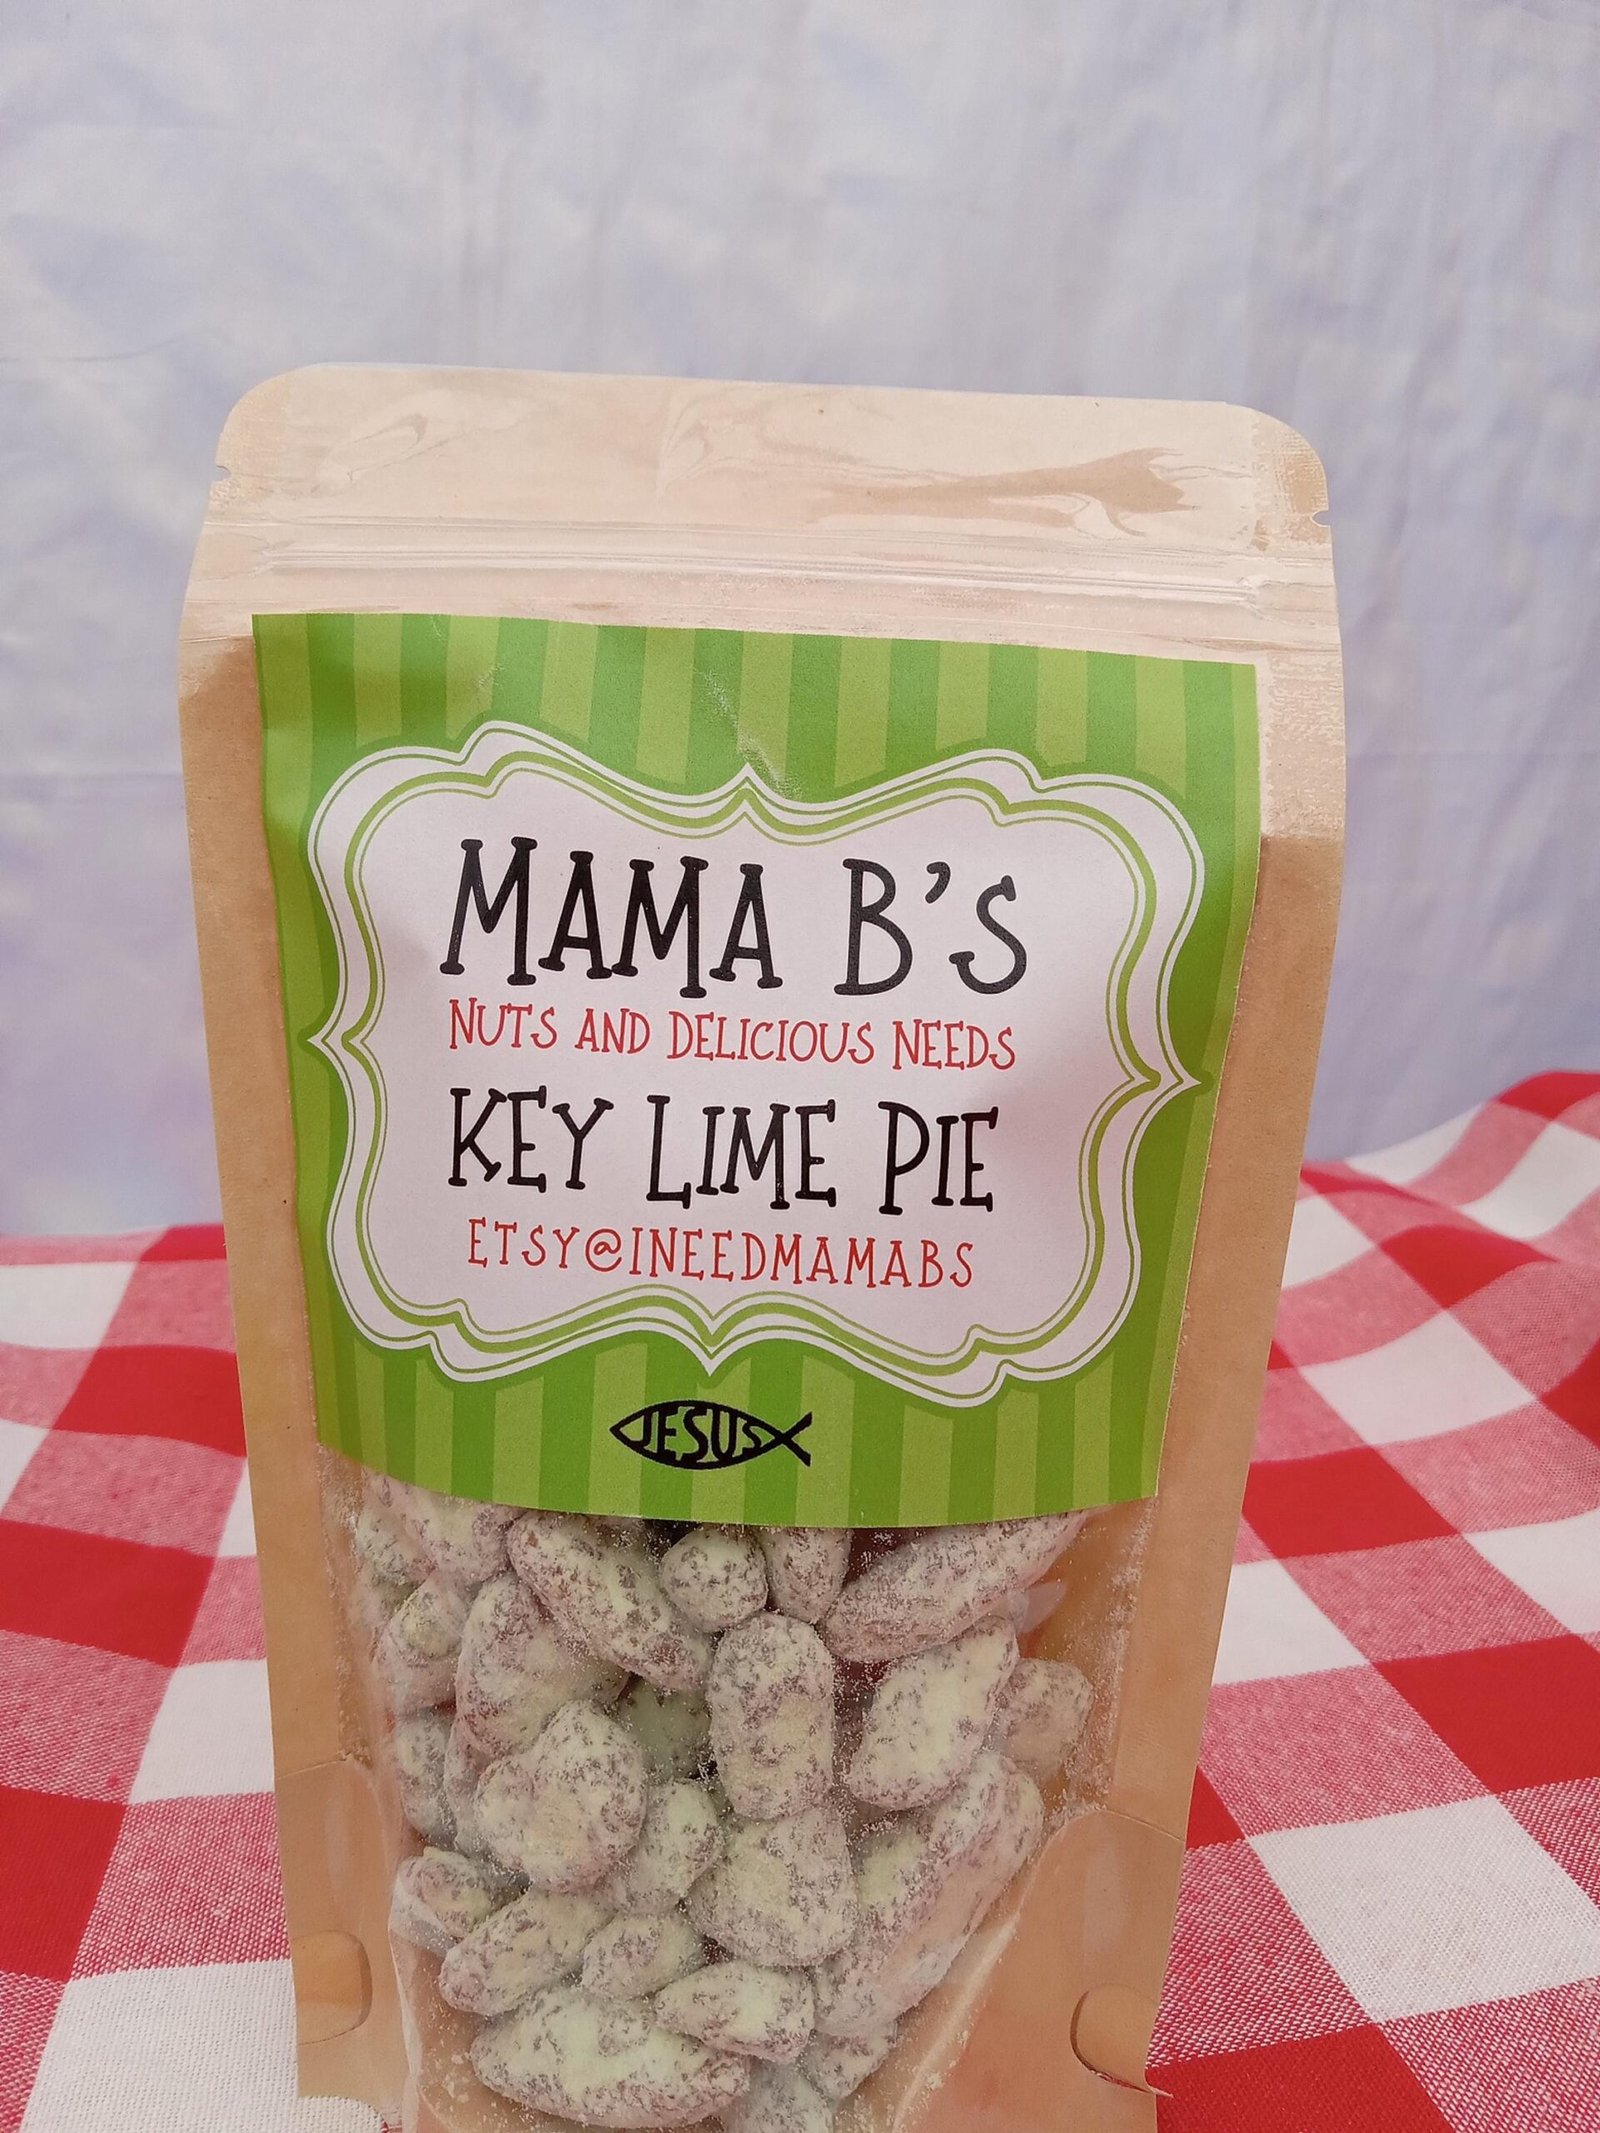 MAMA B'S
NUTS AND DELICIOUS NEEDS
KEY LIME PIE
ETSY@INEEDMAMABS
JESUS